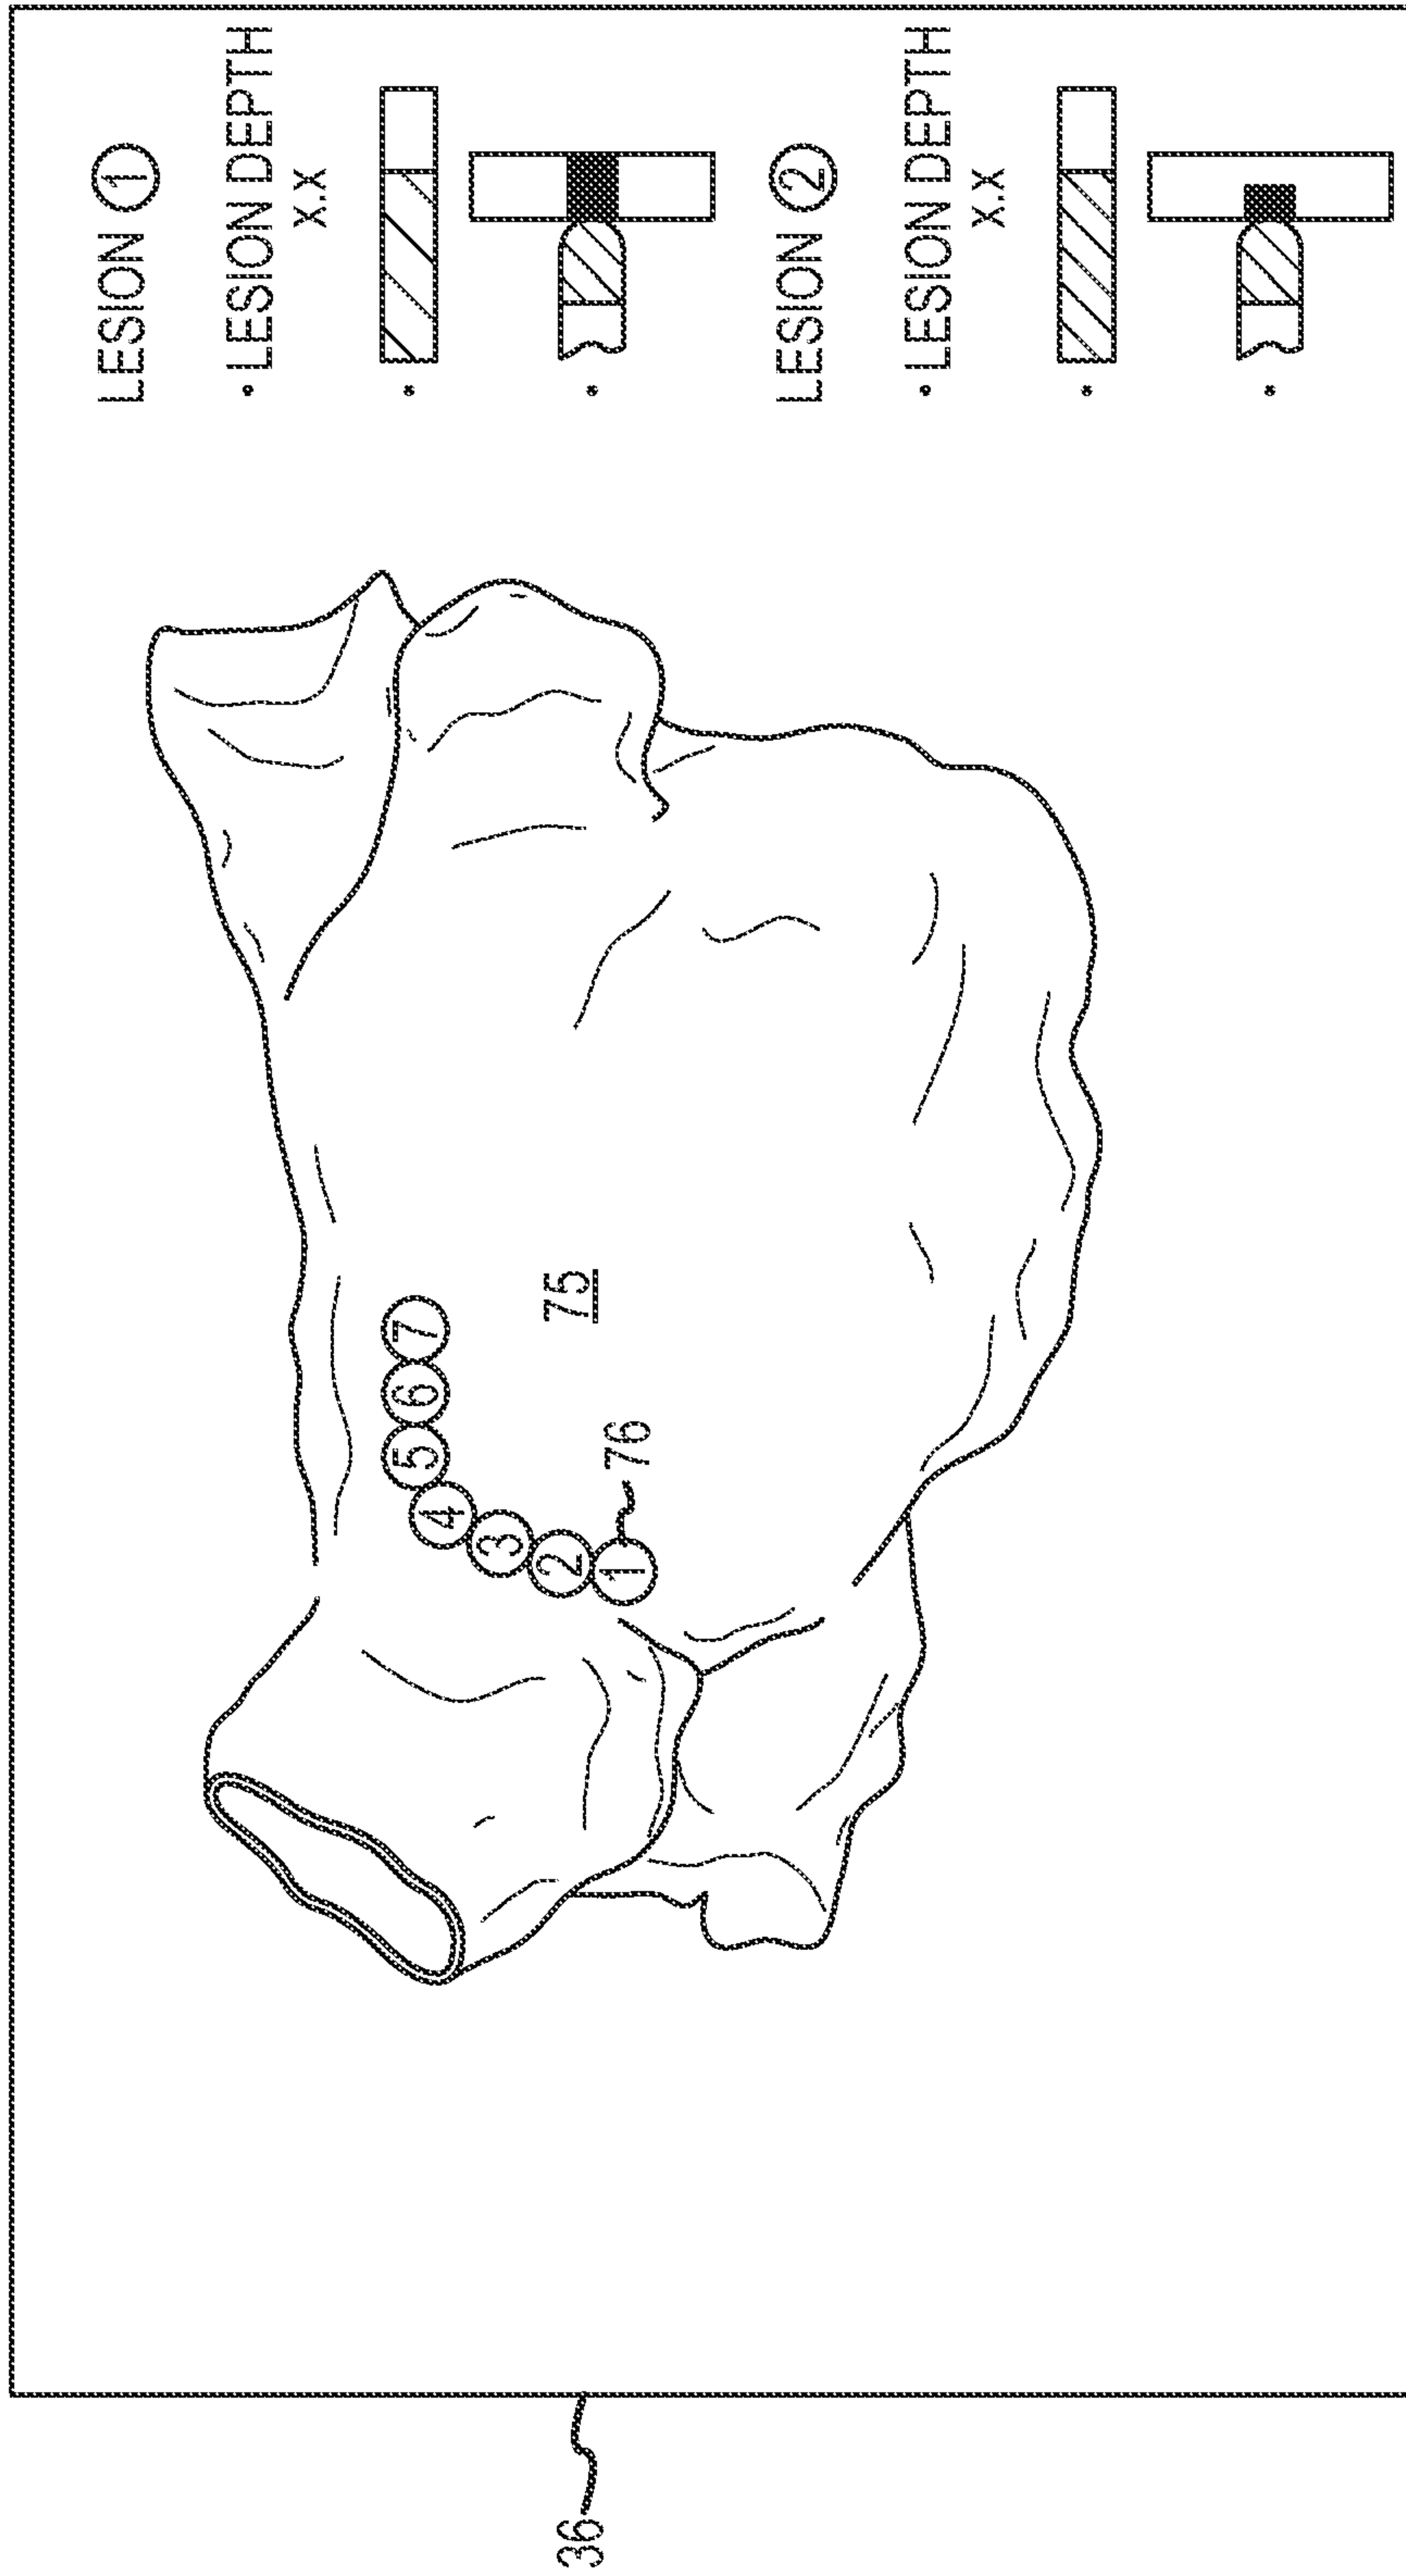 LESION ①
• LESION DEPTH
X.X
LESION ②
• LESION DEPTH
X.X
7
6
5
4
3
2
1
75
76
36